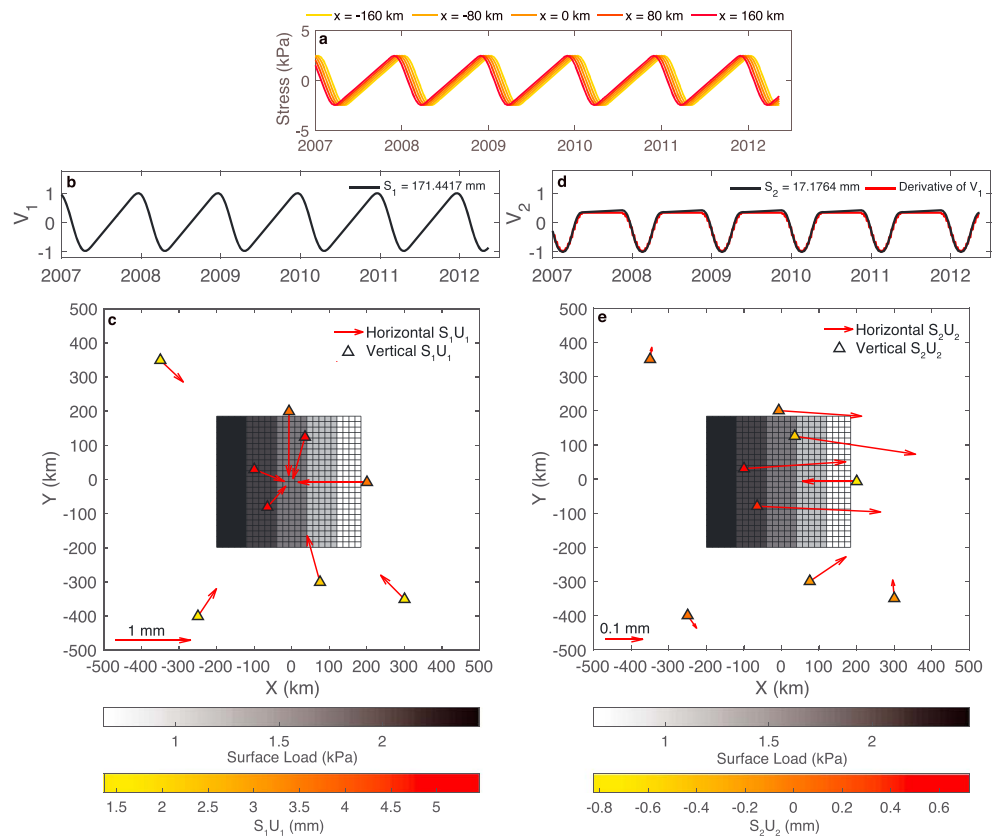 x = -160 km x = -80 km x = 0 km x = 80 km x = 160 km
a
Stress (kPa)
5
0
-5
2007 2008 2009 2010 2011 2012
b
V1
S1 = 171.4417 mm
1
0
-1
2007 2008 2009 2010 2011 2012
d
V2
S2 = 17.1764 mm Derivative of V1
1
0
-1
2007 2008 2009 2010 2011 2012
c
Horizontal S1U1
Vertical S1U1
Y (km)
500
400
300
200
100
0
-100
-200
-300
-400
-500
1 mm
-500 -400 -300 -200 -100 0 100 200 300 400 500
X (km)
e
Horizontal S2U2
Vertical S2U2
Y (km)
500
400
300
200
100
0
-100
-200
-300
-400
-500
0.1 mm
-500 -400 -300 -200 -100 0 100 200 300 400 500
X (km)
1 1.5 2
Surface Load (kPa)
1.5 2 2.5 3 3.5 4 4.5 5
S1U1 (mm)
1 1.5 2
Surface Load (kPa)
-0.8 -0.6 -0.4 -0.2 0 0.2 0.4 0.6
S2U2 (mm)